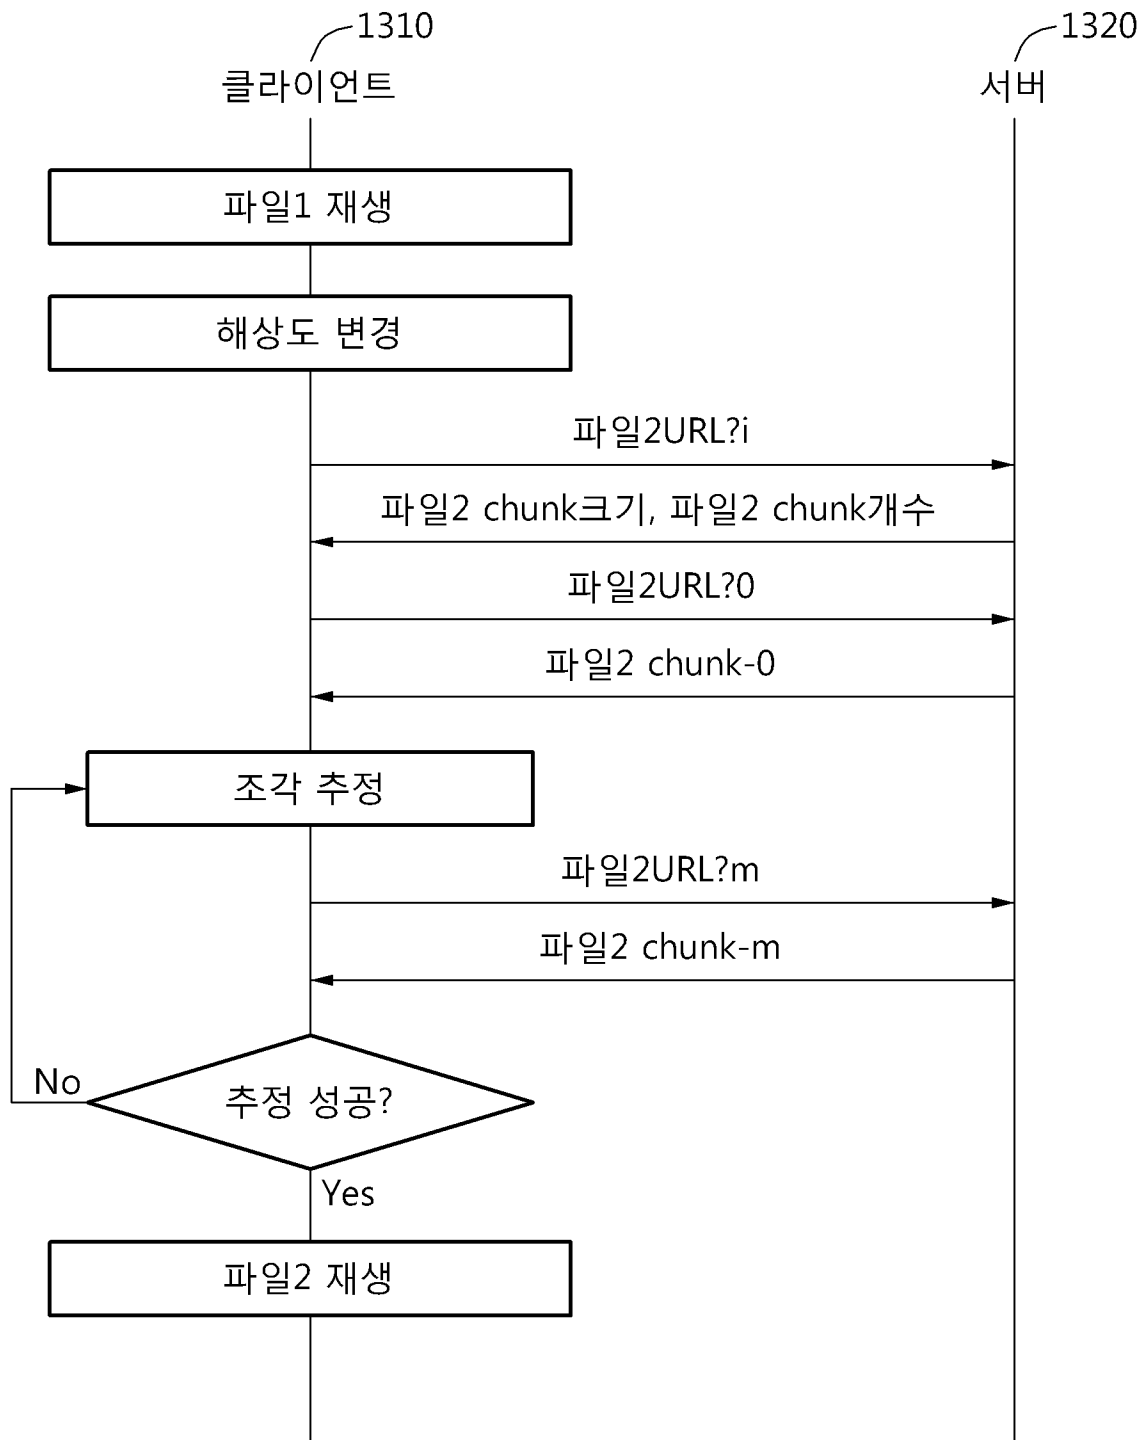 1310
1320
클라이언트
서버
파일1 재생
해상도 변경
파일2URL?i
파일2 chunk크기, 파일2 chunk개수
파일2URL?0
파일2 chunk-0
조각 추정
파일2URL?m
파일2 chunk-m
No
추정 성공?
Yes
파일2 재생